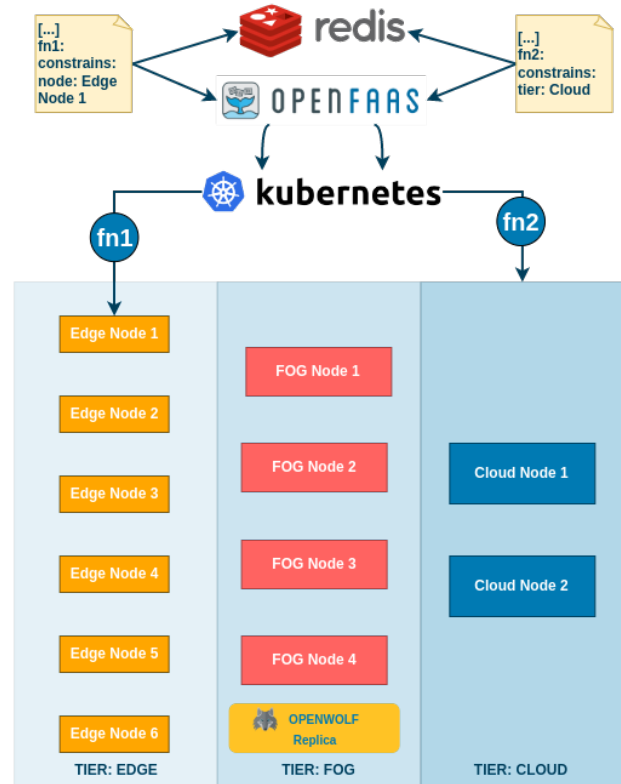 [...]
fn1:
constrains:
node: Edge
Node 1
redis
[...]
fn2:
constrains:
tier: Cloud
OPENFAAS
kubernetes
fn1
fn2
Edge Node 1
Edge Node 2
Edge Node 3
Edge Node 4
Edge Node 5
Edge Node 6
TIER: EDGE
FOG Node 1
FOG Node 2
FOG Node 3
FOG Node 4
OPENWOLF
Replica
TIER: FOG
Cloud Node 1
Cloud Node 2
TIER: CLOUD